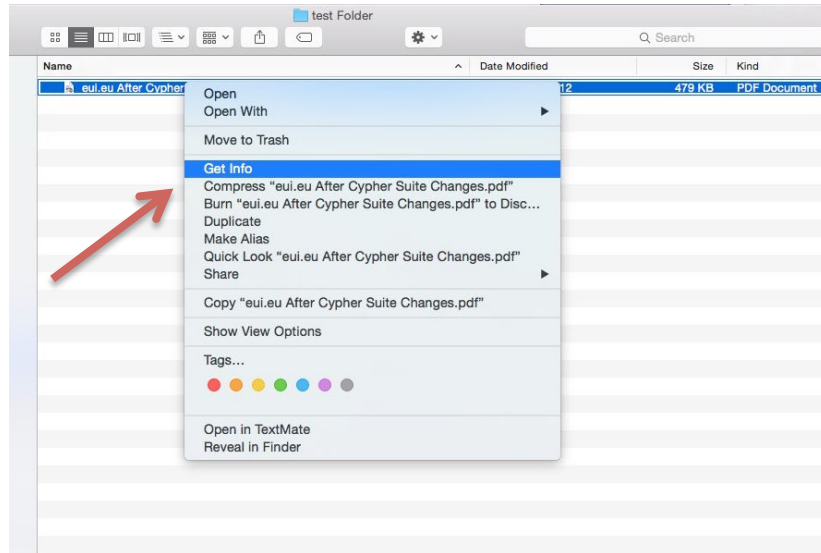 test Folder
Search
Name Date Modified Size Kind
eui.eu After Cypher 12 479 KB PDF Document
Open
Open With
Move to Trash
Get Info
Compress “eui.eu After Cypher Suite Changes.pdf”
Burn “eui.eu After Cypher Suite Changes.pdf” to Disc...
Duplicate
Make Alias
Quick Look “eui.eu After Cypher Suite Changes.pdf”
Share
Copy “eui.eu After Cypher Suite Changes.pdf”
Show View Options
Tags...
Open in TextMate
Reveal in Finder